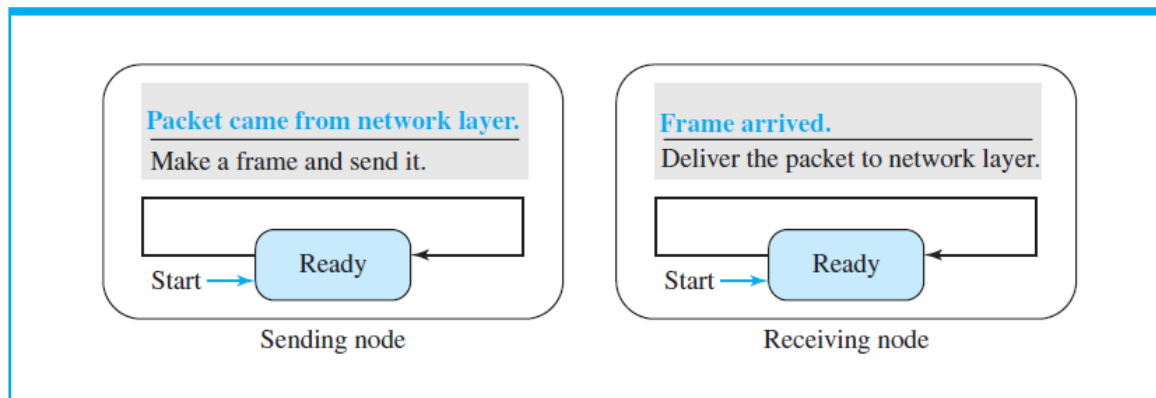 Packet came from network layer.
Make a frame and send it.
Ready
Start
Sending node
Frame arrived.
Deliver the packet to network layer.
Ready
Start
Receiving node